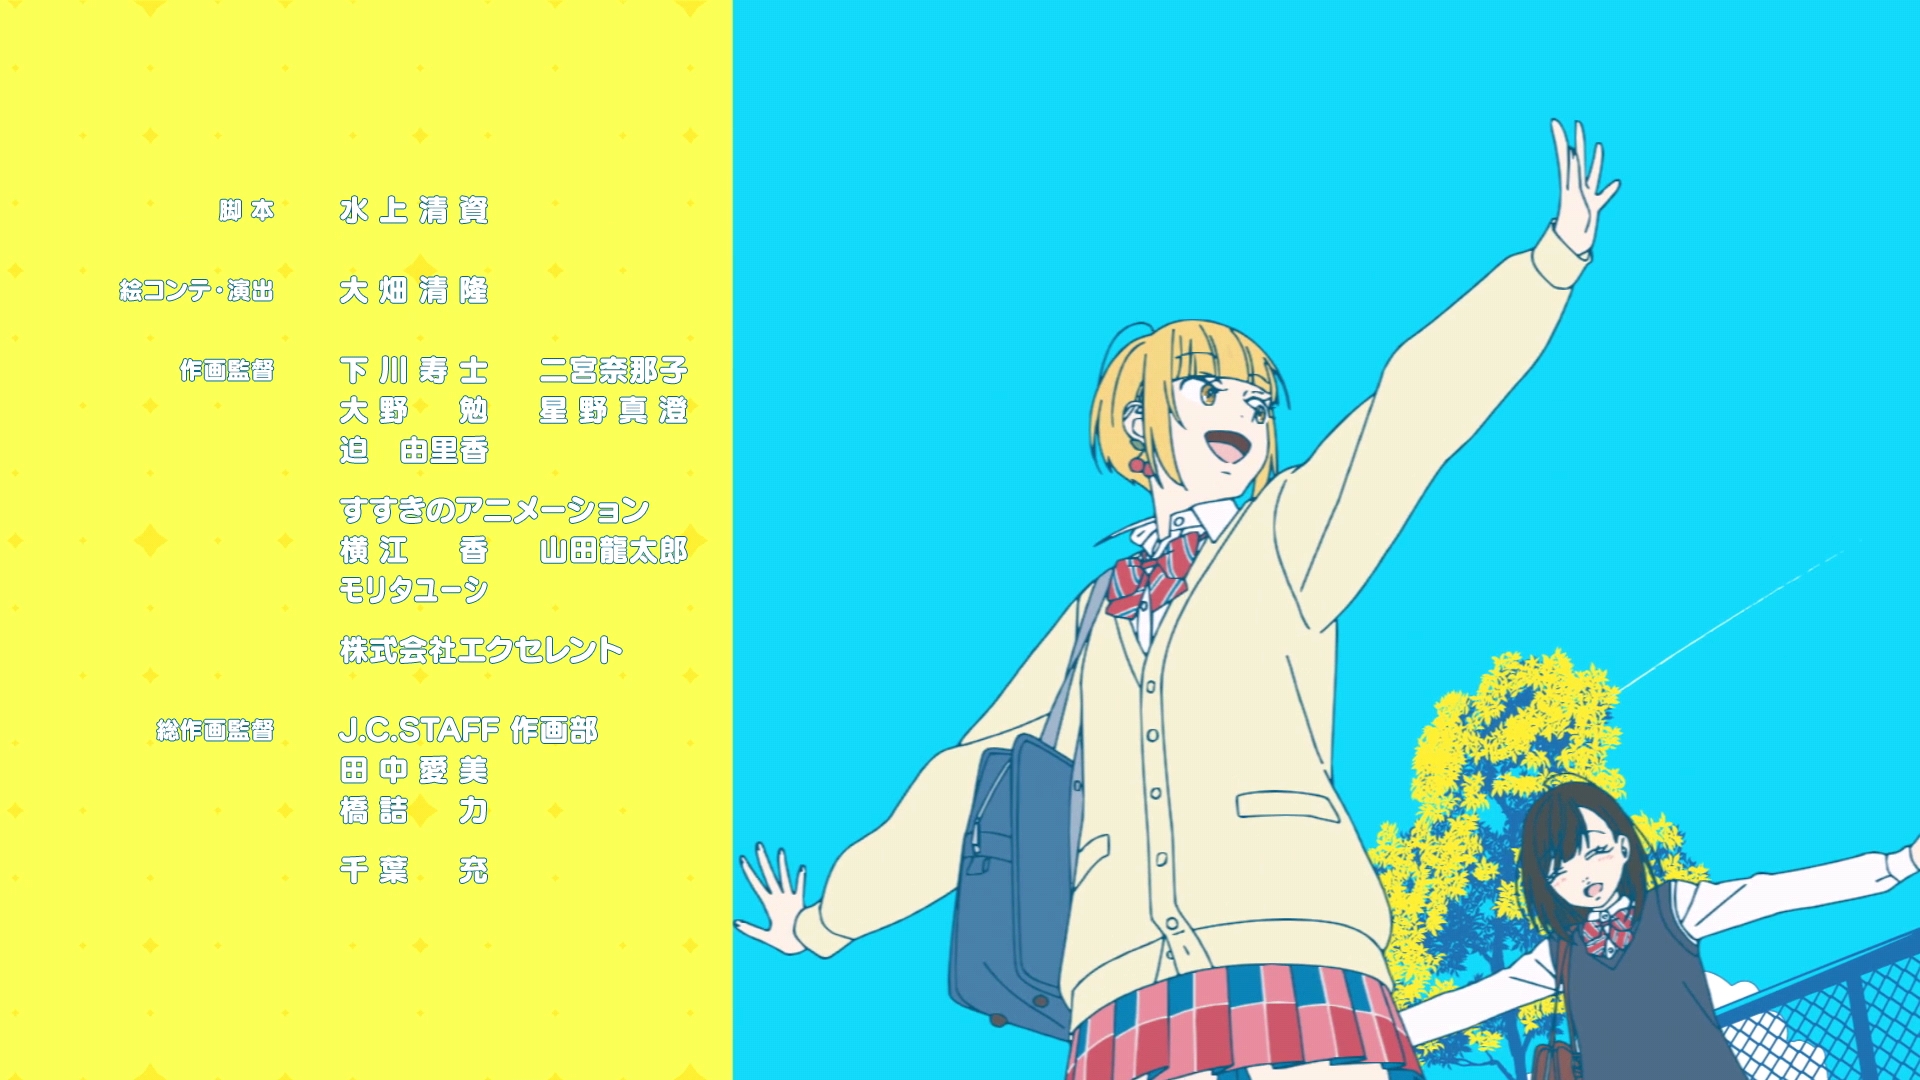 脚本 水上清資
絵コンテ・演出 大畑清隆
作画監督 下川寿士 二宮奈那子
大野 勉 星野真澄
迫 由里香
すすきのアニメーション
横江 香 山田龍太郎
モリタユーシ
株式会社エクセレント
総作画監督 J.C.STAFF 作画部
田中愛美
橋詰 力
千葉 充